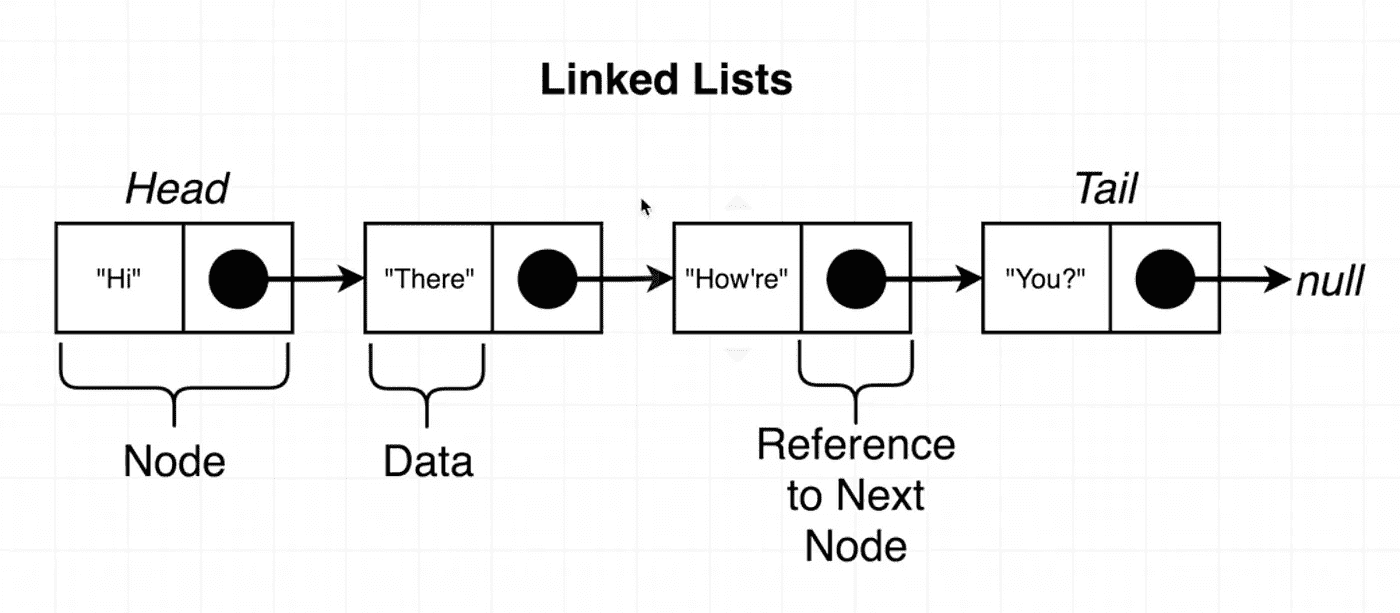 Linked Lists
Head
Tail
"Hi"
"There"
"How're"
"You?"
null
Node
Data
Reference
to Next
Node